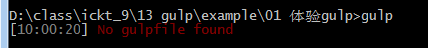 D:\class\ickt_9\13 gulp\example\01 体验gulp>gulp
[10:00:20] No gulpfile found